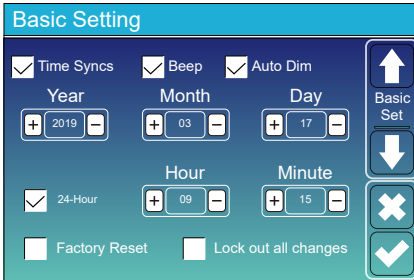 Basic Setting
Time Syncs Beep Auto Dim
Year Month Day
+ 2019 − + 03 − + 17 −
Basic
Set
Hour Minute
24-Hour + 09 − + 15 −
Factory Reset Lock out all changes